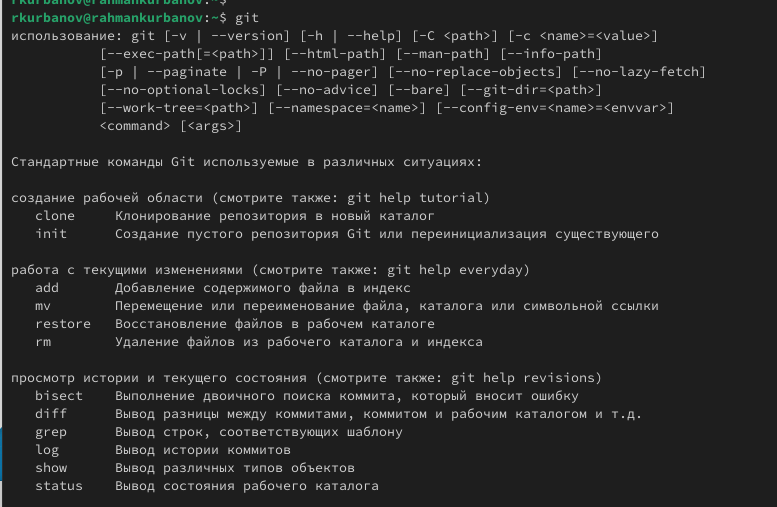 rkurbanov@rahmankurbanov:~$
rkurbanov@rahmankurbanov:~$ git
использование: git [-v | --version] [-h | --help] [-C <path>] [-c <name>=<value>]
           [--exec-path[=<path>]] [--html-path] [--man-path] [--info-path]
           [-p | --paginate | -P | --no-pager] [--no-replace-objects] [--no-lazy-fetch]
           [--no-optional-locks] [--no-advice] [--bare] [--git-dir=<path>]
           [--work-tree=<path>] [--namespace=<name>] [--config-env=<name>=<envvar>]
           <command> [<args>]

Стандартные команды Git используемые в различных ситуациях:

создание рабочей области (смотрите также: git help tutorial)
   clone     Клонирование репозитория в новый каталог
   init      Создание пустого репозитория Git или переинициализация существующего

работа с текущими изменениями (смотрите также: git help everyday)
   add       Добавление содержимого файла в индекс
   mv        Перемещение или переименование файла, каталога или символьной ссылки
   restore   Восстановление файлов в рабочем каталоге
   rm        Удаление файлов из рабочего каталога и индекса

просмотр истории и текущего состояния (смотрите также: git help revisions)
   bisect    Выполнение двоичного поиска коммита, который вносит ошибку
   diff      Вывод разницы между коммитами, коммитом и рабочим каталогом и т.д.
   grep      Вывод строк, соответствующих шаблону
   log       Вывод истории коммитов
   show      Вывод различных типов объектов
   status    Вывод состояния рабочего каталога